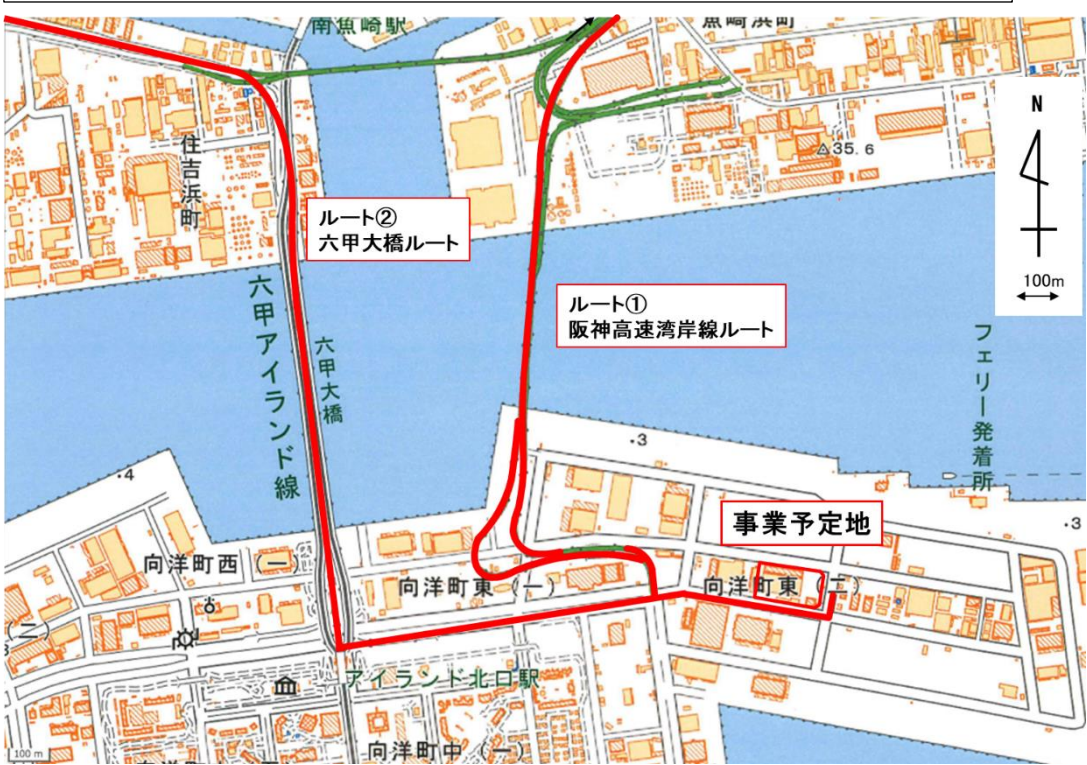 南魚崎駅
魚崎浜町
N
100m
35.6
住吉浜町
ルート②
六甲大橋ルート
ルート①
阪神高速湾岸線ルート
六甲アイランド線
六甲大橋
フェリー発着所
・3
・4
事業予定地
・3
向洋町西(一)
向洋町東(一)
向洋町東(二)
(二)
アイランド北口駅
向洋町中(一)
100 m